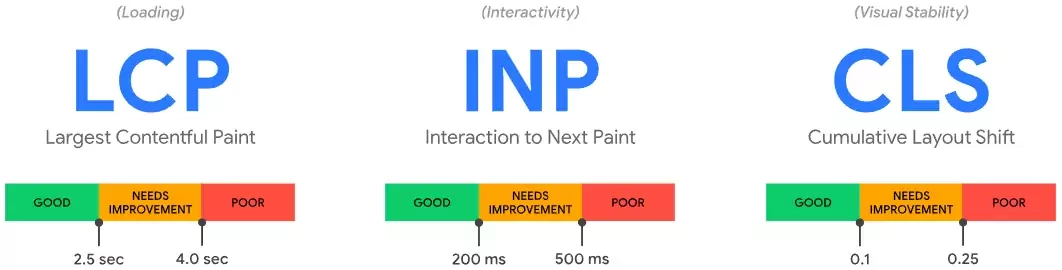 (Loading)
LCP
Largest Contentful Paint
GOOD
NEEDS
IMPROVEMENT
POOR
2.5 sec
4.0 sec
(Interactivity)
INP
Interaction to Next Paint
GOOD
NEEDS
IMPROVEMENT
POOR
200 ms
500 ms
(Visual Stability)
CLS
Cumulative Layout Shift
GOOD
NEEDS
IMPROVEMENT
POOR
0.1
0.25